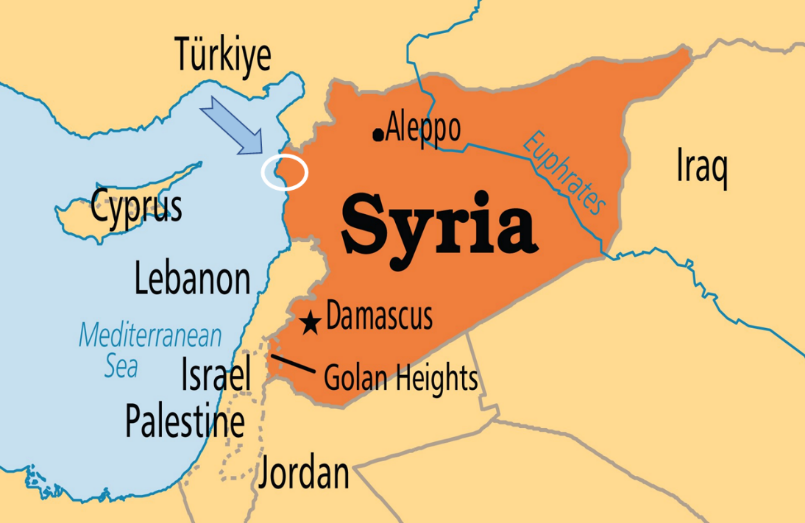 Türkiye
Aleppo
Euphrates
Iraq
Cyprus
Syria
Lebanon
Damascus
Mediterranean
Sea
Israel
Golan Heights
Palestine
Jordan